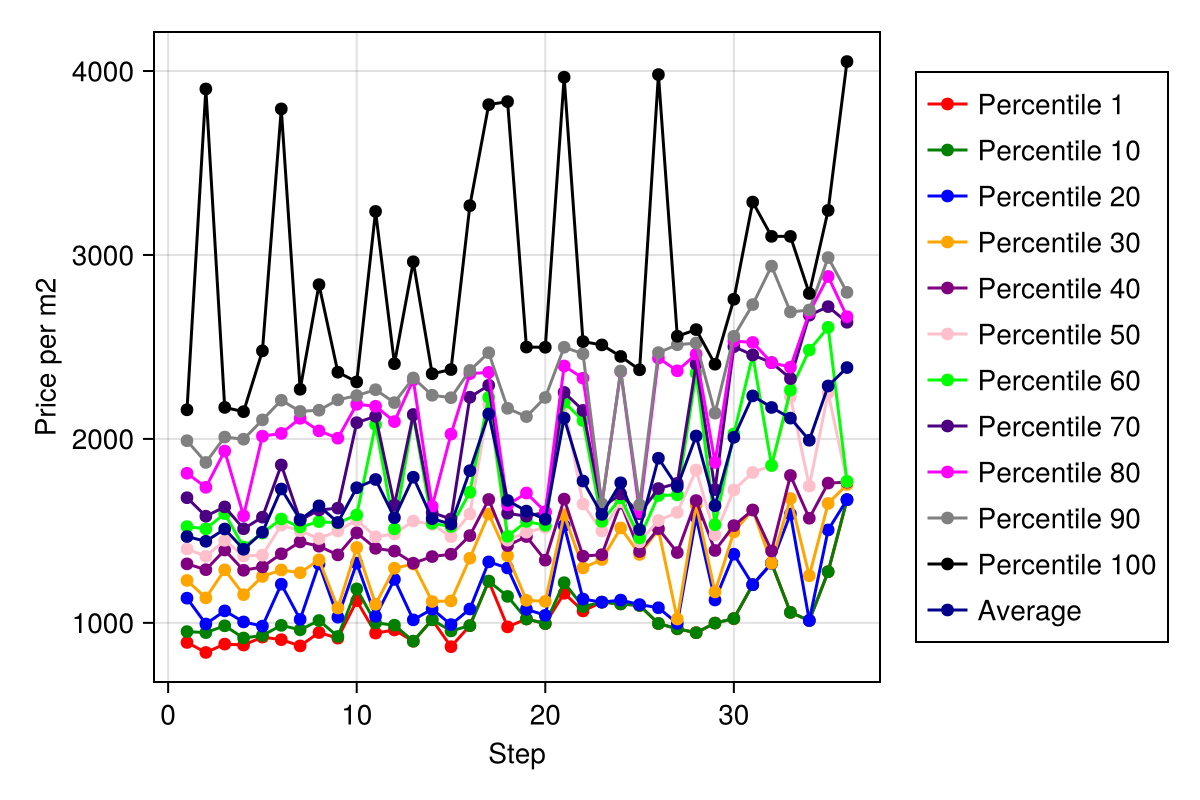 4000
3000
2000
1000
Price per m2
0 10 20 30
Step
Percentile 1
Percentile 10
Percentile 20
Percentile 30
Percentile 40
Percentile 50
Percentile 60
Percentile 70
Percentile 80
Percentile 90
Percentile 100
Average